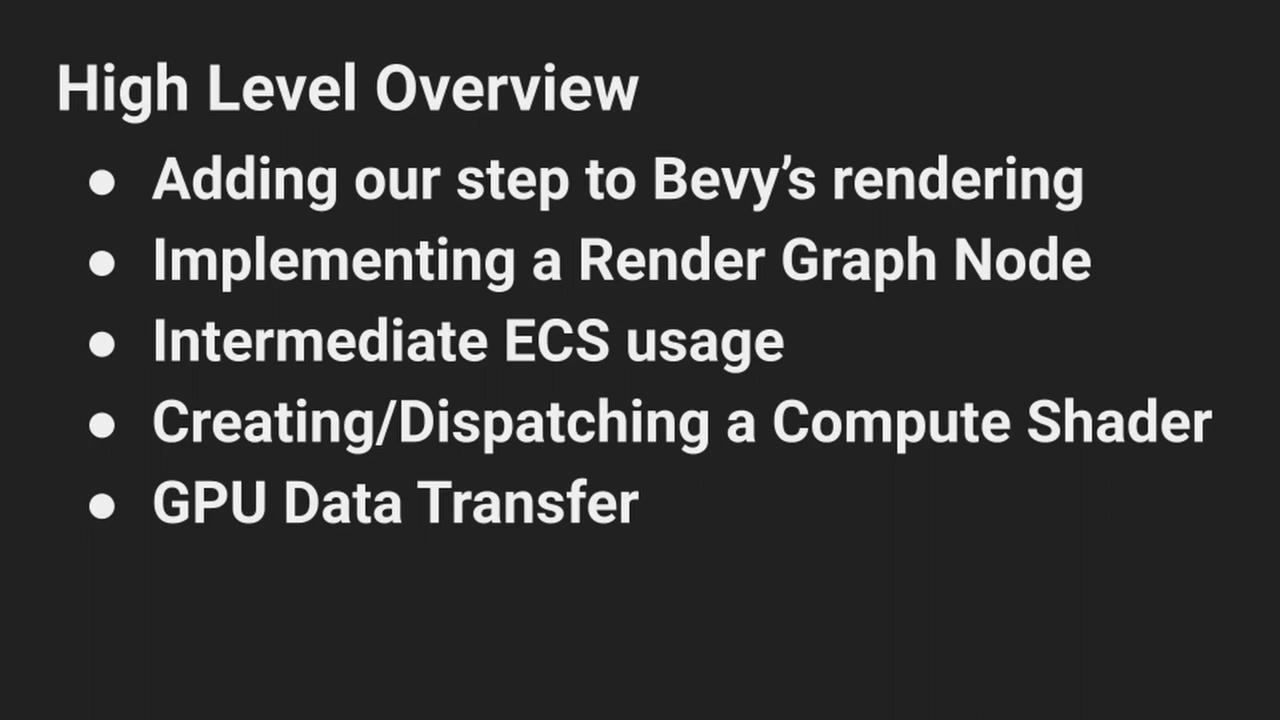 High Level Overview
● Adding our step to Bevy’s rendering
● Implementing a Render Graph Node
● Intermediate ECS usage
● Creating/Dispatching a Compute Shader
● GPU Data Transfer